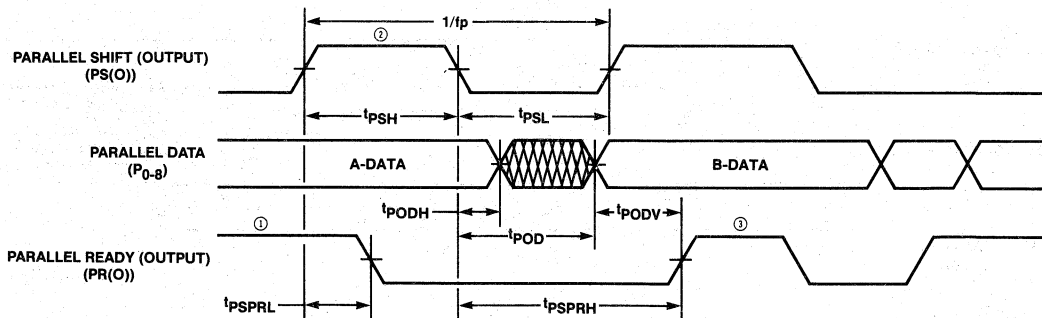 1/fp
②
PARALLEL SHIFT (OUTPUT)
(PS(O))
tPSH
tPSL
PARALLEL DATA
(P0-8)
A-DATA
B-DATA
tPODH
tPODV
①
tPOD
③
PARALLEL READY (OUTPUT)
(PR(O))
tPSPRL
tPSPRH